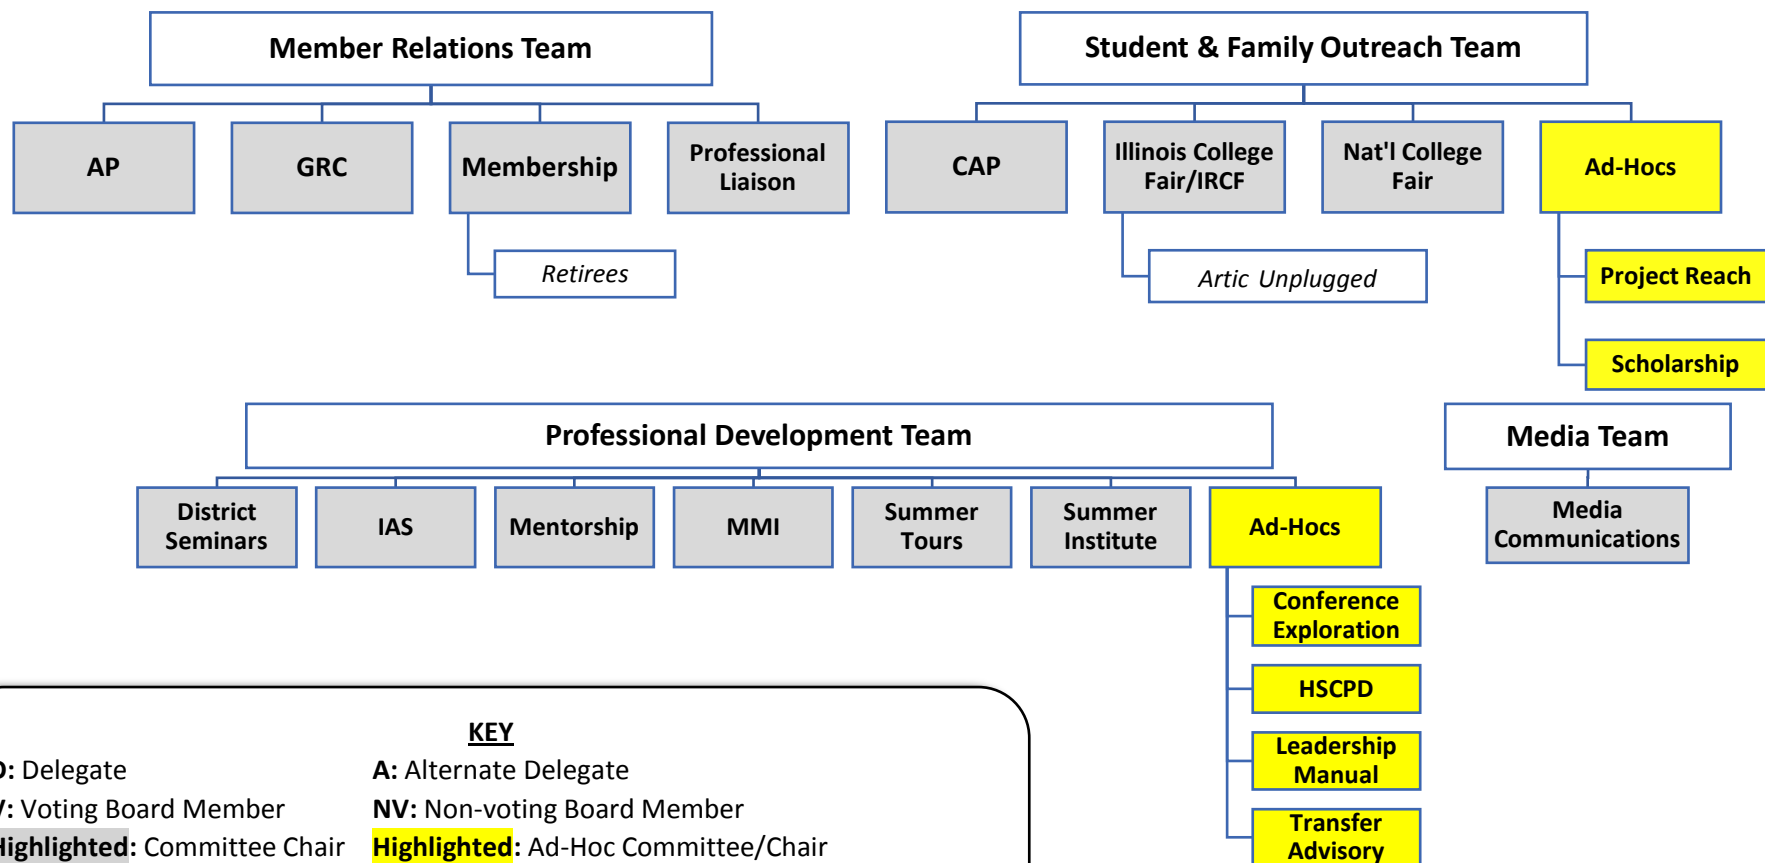 Member Relations Team
Student & Family Outreach Team
AP
GRC
Membership
Professional
Liaison
CAP
Illinois College
Fair/IRCF
Nat'l College
Fair
Ad-Hocs
Retirees
Artic Unplugged
Project Reach
Scholarship
Professional Development Team
Media Team
District
Seminars
IAS
Mentorship
MMI
Summer
Tours
Summer
Institute
Ad-Hocs
Media
Communications
Conference
Exploration
HSCPD
Leadership
Manual
Transfer
Advisory
KEY
D: Delegate
A: Alternate Delegate
V: Voting Board Member
NV: Non-voting Board Member
Highlighted: Committee Chair
Highlighted: Ad-Hoc Committee/Chair